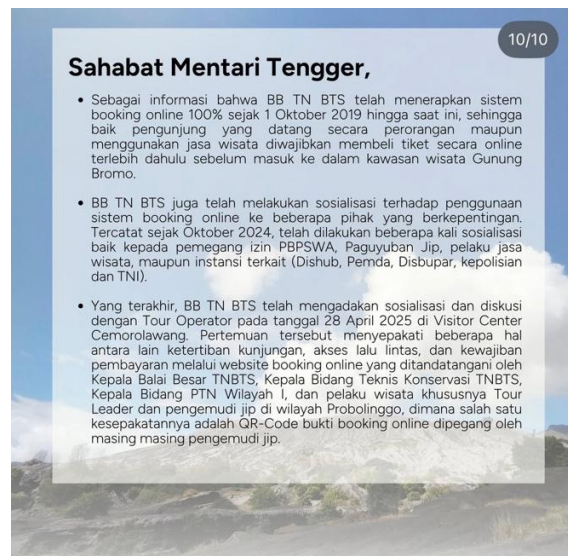 10/10
Sahabat Mentari Tengger,
• Sebagai informasi bahwa BB TN BTS telah menerapkan sistem
booking online 100% sejak 1 Oktober 2019 hingga saat ini, sehingga
baik pengunjung yang datang secara perorangan maupun
menggunakan jasa wisata diwajibkan membeli tiket secara online
terlebih dahulu sebelum masuk ke dalam kawasan wisata Gunung
Bromo.
• BB TN BTS juga telah melakukan sosialisasi terhadap penggunaan
sistem booking online ke beberapa pihak yang berkepentingan.
Tercatat sejak Oktober 2024, telah dilakukan beberapa kali sosialisasi
baik kepada pemegang izin PBPSWA, Paguyuban Jip, pelaku jasa
wisata, maupun instansi terkait (Dishub, Pemda, Disbupar, kepolisian
dan TNI).
• Yang terakhir, BB TN BTS telah mengadakan sosialisasi dan diskusi
dengan Tour Operator pada tanggal 28 April 2025 di Visitor Center
Cemorolawang. Pertemuan tersebut menyepakati beberapa hal
antara lain ketertiban kunjungan, akses lalu lintas, dan kewajiban
pembayaran melalui website booking online yang ditandatangani oleh
Kepala Balai Besar TNBTS, Kepala Bidang Teknis Konservasi TNBTS,
Kepala Bidang PTN Wilayah I, dan pelaku wisata khususnya Tour
Leader dan pengemudi jip di wilayah Probolinggo, dimana salah satu
kesepakatannya adalah QR-Code bukti booking online dipegang oleh
masing masing pengemudi jip.